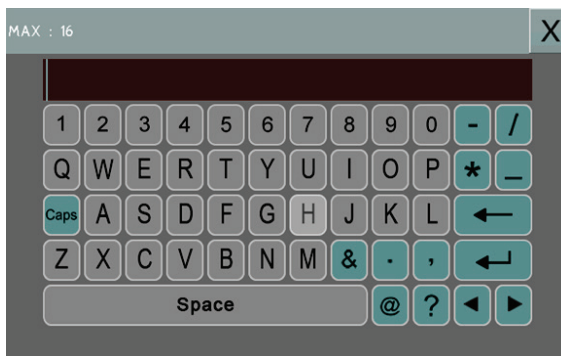 MAX : 16 X
1 2 3 4 5 6 7 8 9 0 - /
Q W E R T Y U I O P * _
Caps A S D F G H J K L ←
Z X C V B N M & . , ↵
Space @ ? ◀ ▶